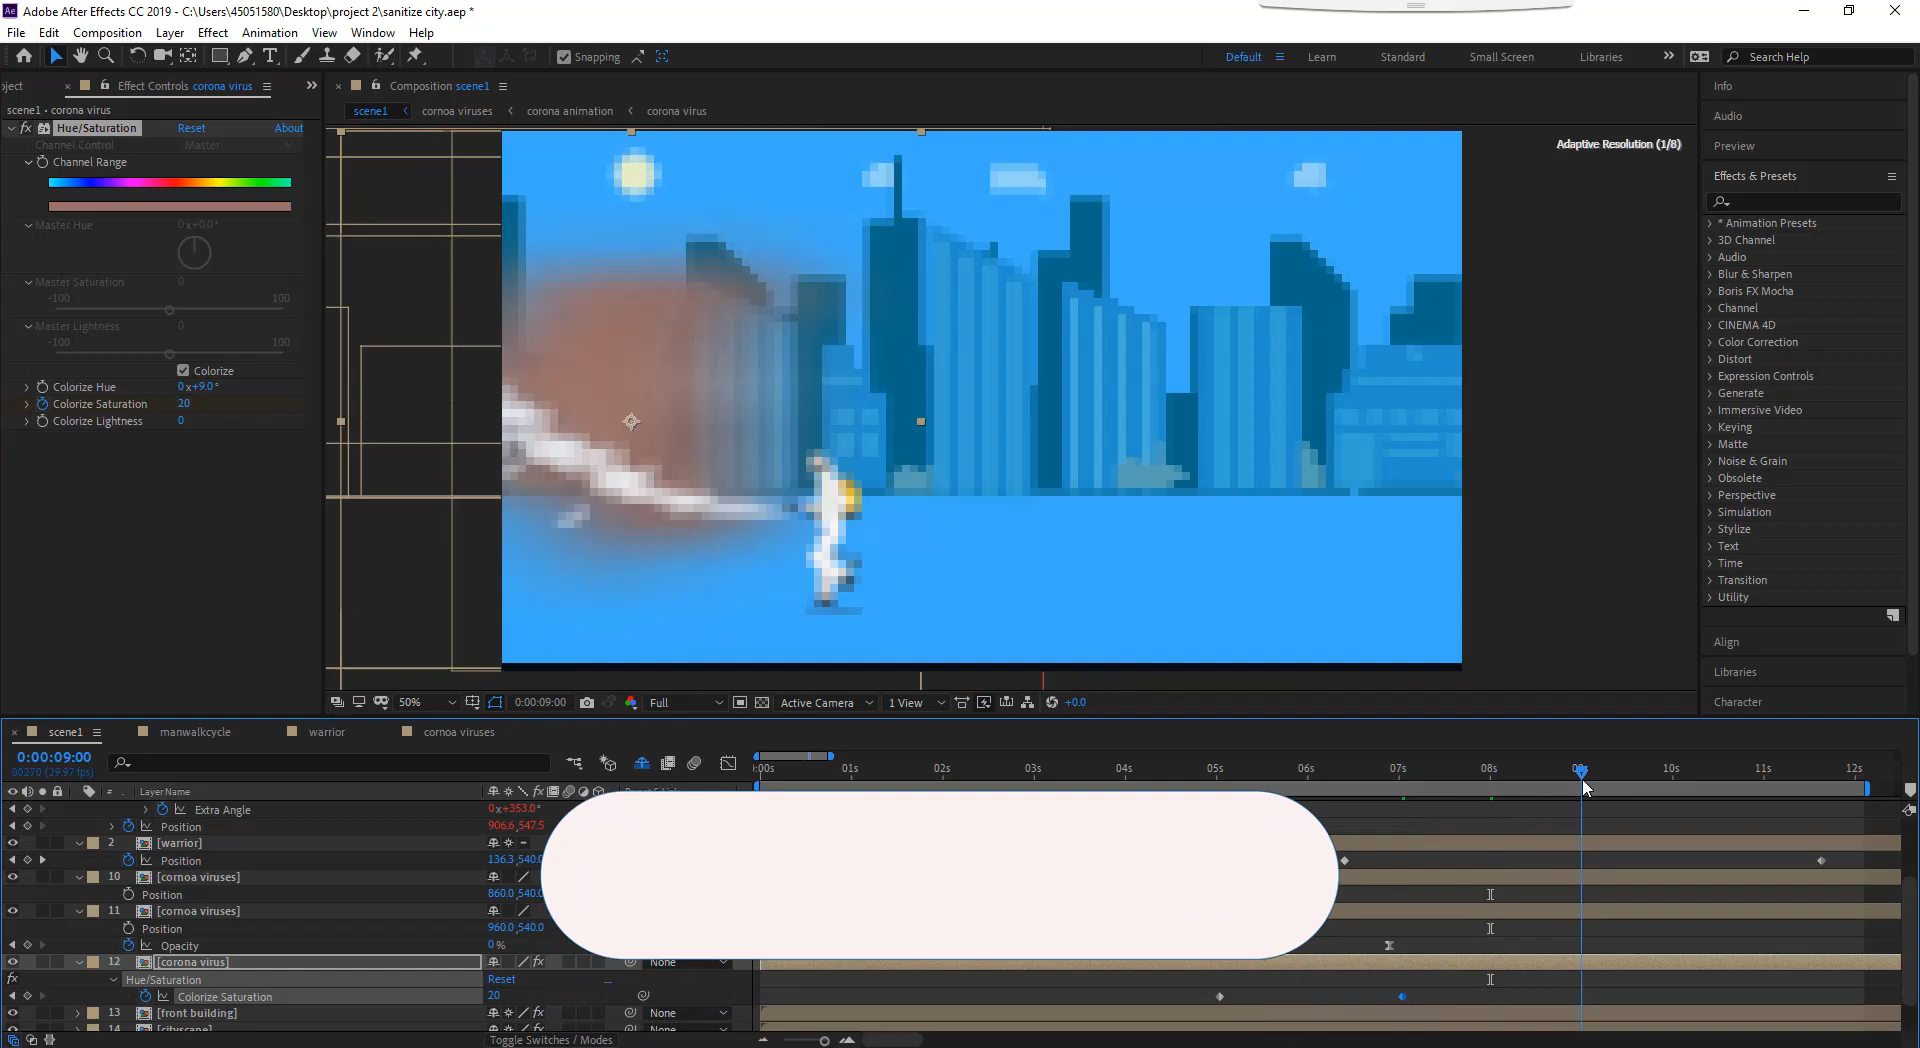 Adobe After Effects CC 2019 - C:\Users\45051580\Desktop\project 2\sanitize city.aep *
File Edit Composition Layer Effect Animation View Window Help
Snapping Default Learn Standard Small Screen Libraries Search Help
ject Effect Controls corona virus
scene1 • corona virus
fx Hue/Saturation Reset About
Channel Control Master
Channel Range
Master Hue 0x+0.0°
Master Saturation 0
-100 100
Master Lightness 0
-100 100
Colorize
Colorize Hue 0x+9.0°
Colorize Saturation 20
Colorize Lightness 0
Composition scene1
scene1 cornoa viruses corona animation corona virus
Adaptive Resolution (1/8)
50% 0:00:09:00 Full Active Camera 1 View +0.0
Info
Audio
Preview
Effects & Presets
* Animation Presets
3D Channel
Audio
Blur & Sharpen
Boris FX Mocha
Channel
CINEMA 4D
Color Correction
Distort
Expression Controls
Generate
Immersive Video
Keying
Matte
Noise & Grain
Obsolete
Perspective
Simulation
Stylize
Text
Time
Transition
Utility
Align
Libraries
Character
scene1 manwalkcycle warrior cornoa viruses
0:00:09:00
00270 (29.97 fps)
:00s 01s 02s 03s 04s 05s 06s 07s 08s 10s 11s 12s
# Layer Name fx
Extra Angle 0x+353.0°
Position 906.6,547.5
2 [warrior]
Position 136.3,540.0
10 [cornoa viruses]
Position 860.0,540.0
11 [cornoa viruses]
Position 960.0,540.0
Opacity 0%
12 [corona virus] fx None
fx Hue/Saturation Reset
Colorize Saturation 20
13 [front building] fx None
14 [cityscape] None
Toggle Switches / Modes